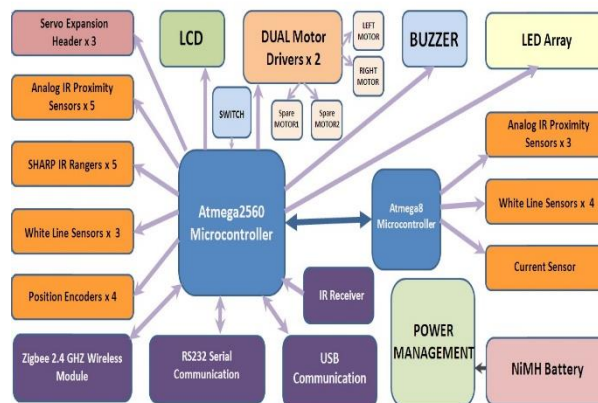 Servo Expansion
Header x 3
LCD
DUAL Motor
Drivers x 2
LEFT
MOTOR
RIGHT
MOTOR
Spare
MOTOR1
Spare
MOTOR2
BUZZER
LED Array
Analog IR Proximity
Sensors x 5
SWITCH
SHARP IR Rangers x 5
Atmega2560
Microcontroller
Atmega8
Microcontroller
Analog IR Proximity
Sensors x 3
White Line Sensors x 3
White Line Sensors x 4
Position Encoders x 4
Current Sensor
IR Receiver
Zigbee 2.4 GHZ Wireless
Module
RS232 Serial
Communication
USB
Communication
POWER
MANAGEMENT
NiMH Battery